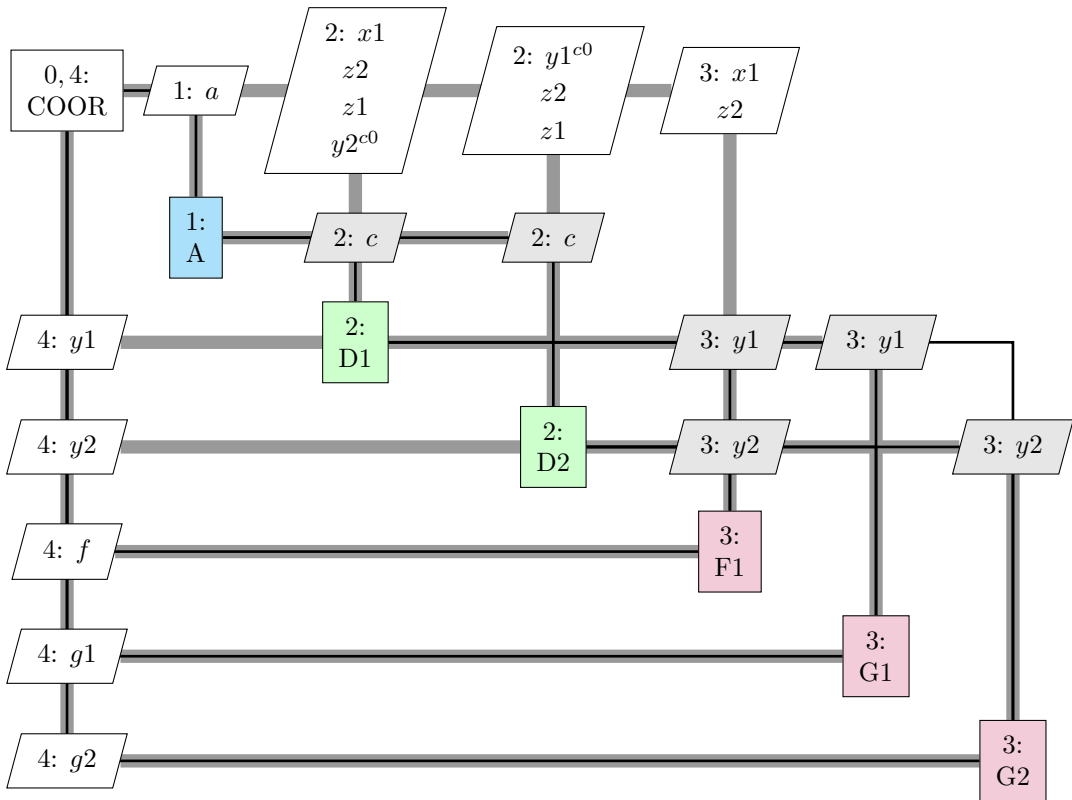 0, 4:
COOR
1: a
2: x1
z2
z1
y2^{c0}
2: y1^{c0}
z2
z1
3: x1
z2
1:
A
2: c
2: c
4: y1
2:
D1
3: y1
3: y1
4: y2
2:
D2
3: y2
3: y2
4: f
3:
F1
4: g1
3:
G1
4: g2
3:
G2